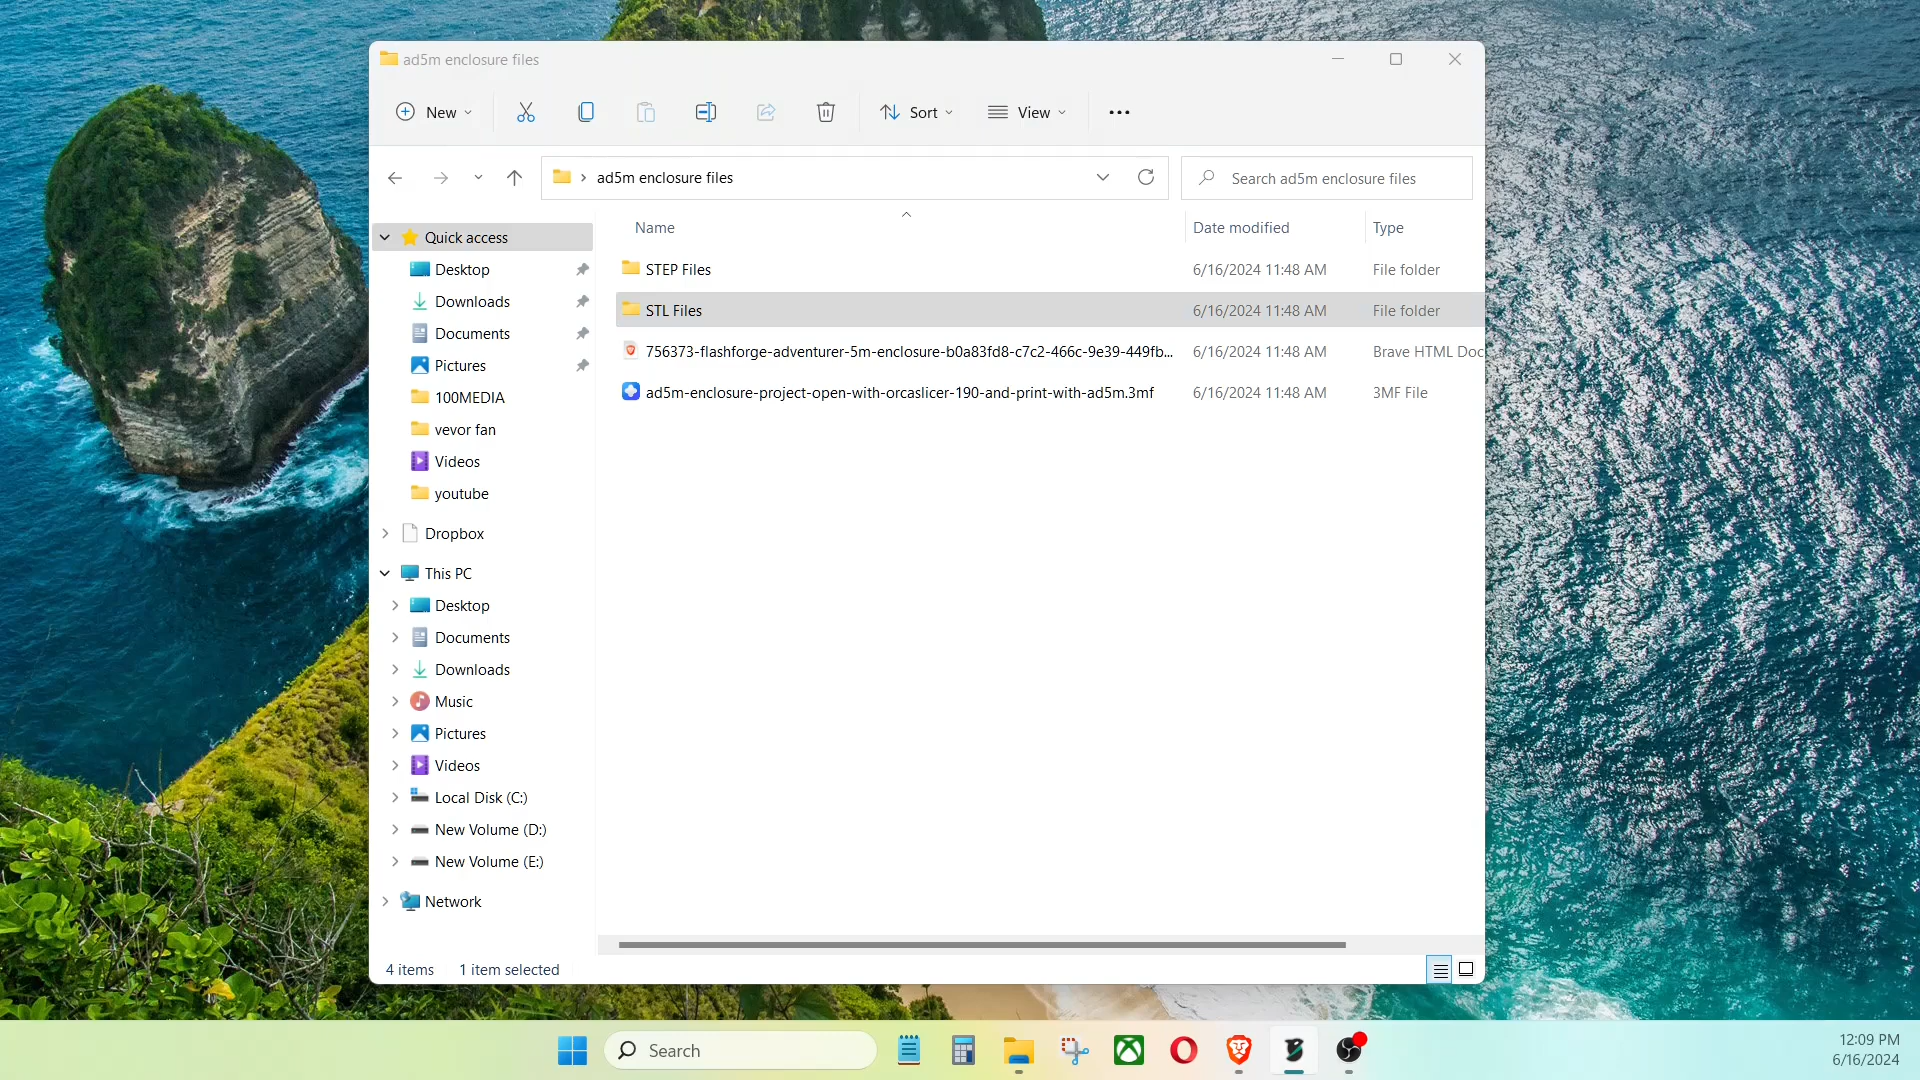 ad5m enclosure files
New
Sort
View
ad5m enclosure files
Search ad5m enclosure files
Name
Date modified
Type
Quick access
Desktop
Downloads
Documents
Pictures
100MEDIA
vevor fan
Videos
youtube
Dropbox
This PC
Desktop
Documents
Downloads
Music
Pictures
Videos
Local Disk (C:)
New Volume (D:)
New Volume (E:)
Network
STEP Files 6/16/2024 11:48 AM File folder
STL Files 6/16/2024 11:48 AM File folder
756373-flashforge-adventurer-5m-enclosure-b0a83fd8-c7c2-466c-9e39-449fb... 6/16/2024 11:48 AM Brave HTML Doc
ad5m-enclosure-project-open-with-orcaslicer-190-and-print-with-ad5m.3mf 6/16/2024 11:48 AM 3MF File
4 items 1 item selected
Search
12:09 PM
6/16/2024